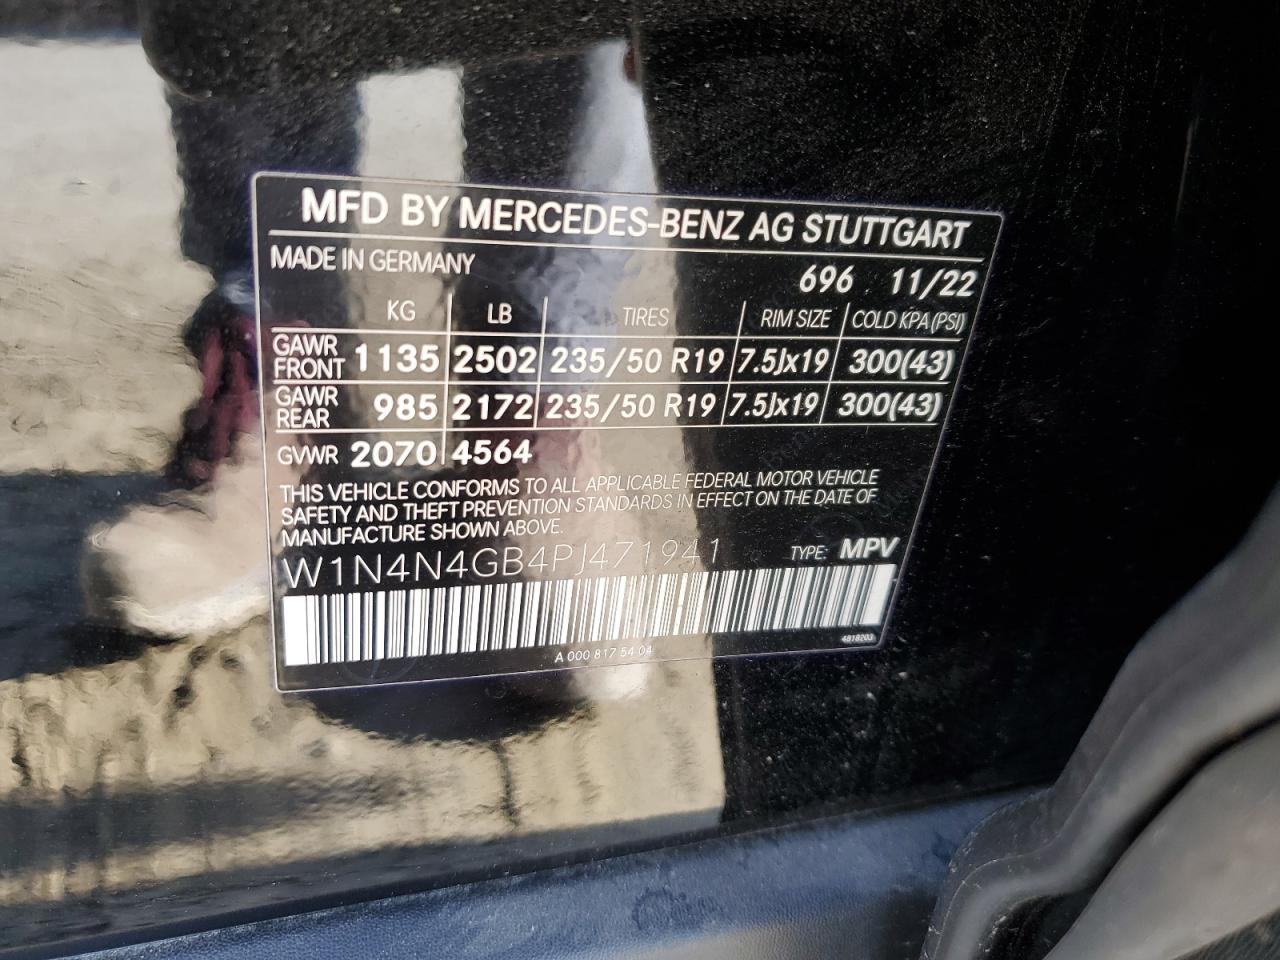 MFD BY MERCEDES-BENZ AG STUTTGART
MADE IN GERMANY 696 11/22
KG LB TIRES RIM SIZE COLD KPA(PSI)
GAWR FRONT 1135 2502 235/50 R19 7.5Jx19 300(43)
GAWR REAR 985 2172 235/50 R19 7.5Jx19 300(43)
GVWR 2070 4564
THIS VEHICLE CONFORMS TO ALL APPLICABLE FEDERAL MOTOR VEHICLE
SAFETY AND THEFT PREVENTION STANDARDS IN EFFECT ON THE DATE OF
MANUFACTURE SHOWN ABOVE.
W1N4N4GB4PJ471941 TYPE: MPV
4818203
A 000 817 54 04